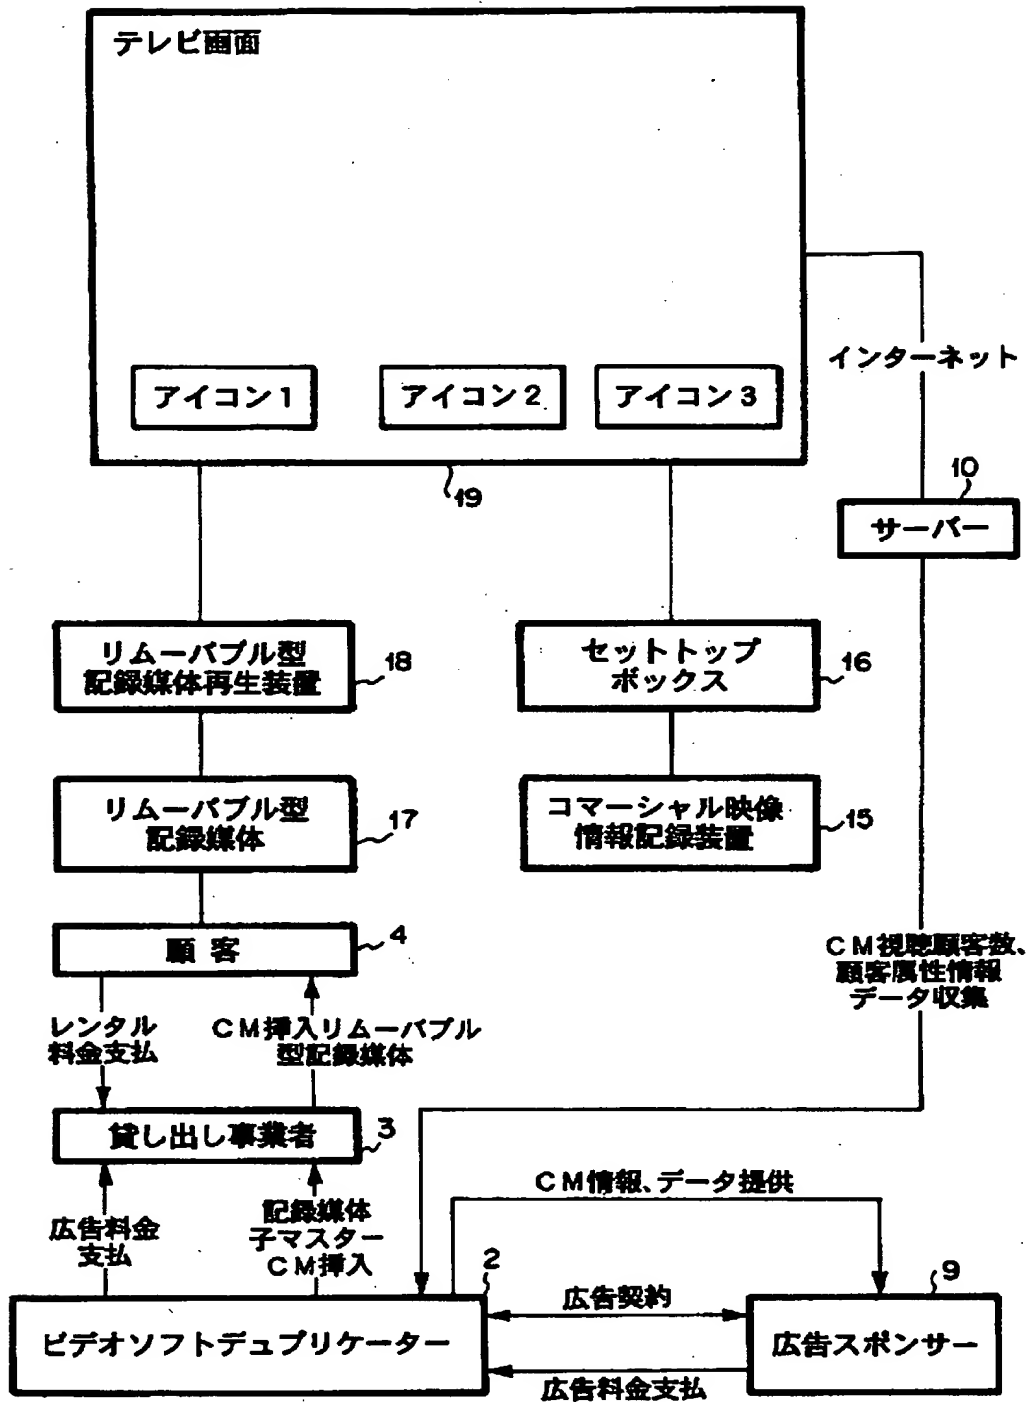 テレビ画面
アイコン1
アイコン2
アイコン3
19
インターネット
10
サーバー
リムーバブル型
記録媒体再生装置
18
セットトップ
ボックス
16
リムーバブル型
記録媒体
17
コマーシャル映像
情報記録装置
15
顧客
4
CM視聴顧客数、
顧客属性情報
データ収集
レンタル
料金支払
CM挿入リムーバブル
型記録媒体
貸し出し事業者
3
広告料金
支払
記録媒体
子マスター
CM挿入
CM情報、データ提供
2
ビデオソフトデュプリケーター
広告契約
広告料金支払
9
広告スポンサー